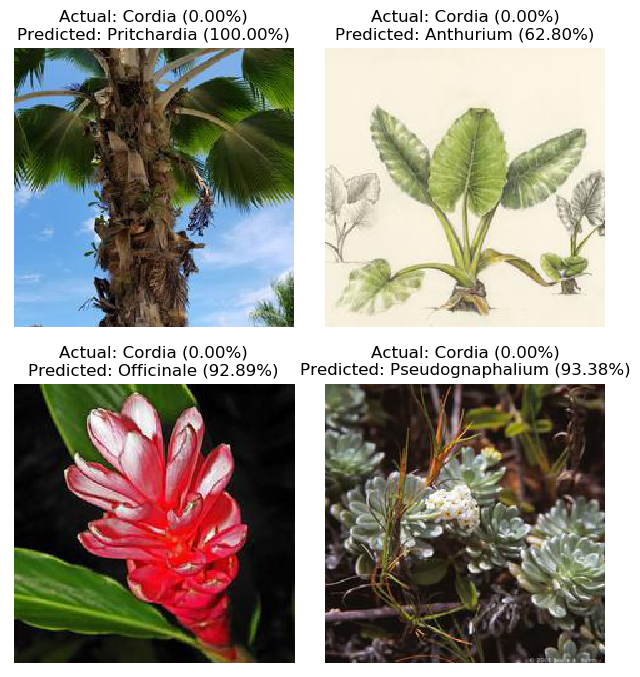 Actual: Cordia (0.00%)
Predicted: Pritchardia (100.00%)
Actual: Cordia (0.00%)
Predicted: Anthurium (62.80%)
Actual: Cordia (0.00%)
Predicted: Officinale (92.89%)
Actual: Cordia (0.00%)
Predicted: Pseudognaphalium (93.38%)